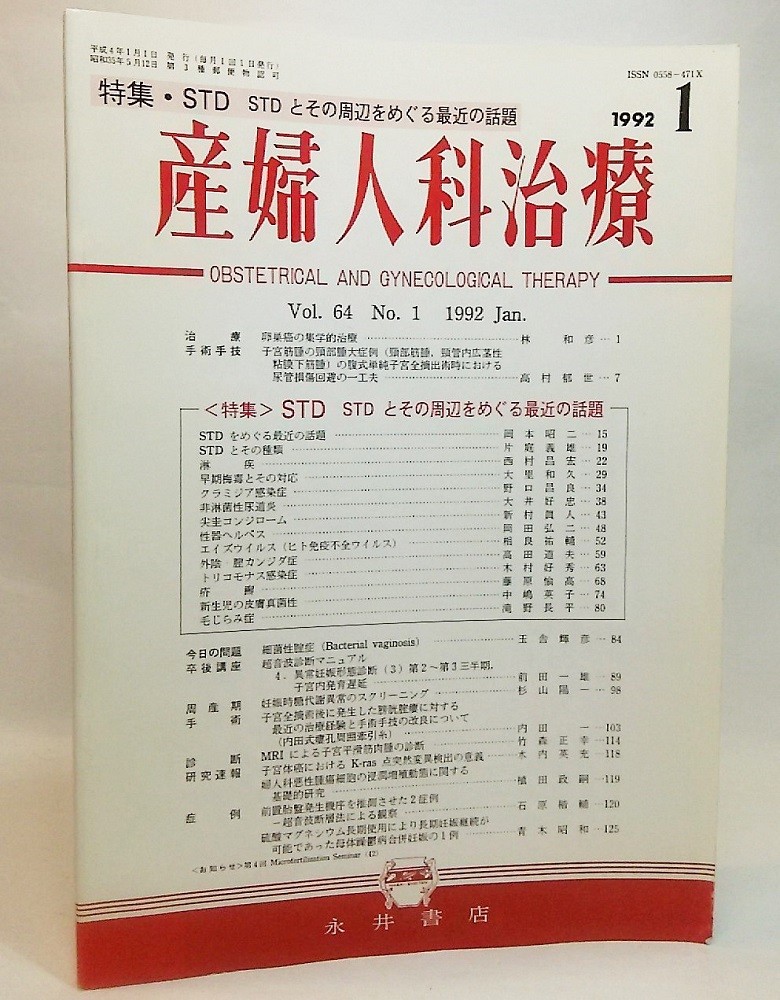 平成4年1月1日 発行(毎月1回1日発行)
昭和35年5月12日 第3種郵便物認可
ISSN 0558-471X
特集・STD STDとその周辺をめぐる最近の話題
1992 1
産婦人科治療
OBSTETRICAL AND GYNECOLOGICAL THERAPY
Vol. 64 No. 1 1992 Jan.
治療 卵巣癌の集学的治療 林 和彦 1
手術手技 子宮筋腫の頸部腫大症例(頸部筋腫,頸管内広茎性
粘膜下筋腫)の腹式単純子宮全摘出術時における
尿管損傷回避の一工夫 高村郁世 7
<特集> STD STDとその周辺をめぐる最近の話題
STDをめぐる最近の話題 岡本昭二 15
STDとその種類 片庭義雄 19
淋疾 西村昌宏 22
早期梅毒とその対応 大里和久 29
クラミジア感染症 野口昌良 34
非淋菌性尿道炎 大井好忠 38
尖圭コンジローム 新村眞人 43
性器ヘルペス 岡田弘二 48
エイズウイルス(ヒト免疫不全ウイルス) 相良祐輔 52
外陰・腟カンジダ症 高田道夫 59
トリコモナス感染症 木村好秀 63
疥癬 藤原愉高 68
新生児の皮膚真菌性 中嶋英子 74
毛じらみ症 滝野長平 80
今日の問題 細菌性腟症(Bacterial vaginosis) 玉舎輝彦 84
卒後講座 超音波診断マニュアル
4.異常妊娠形態診断(3)第2〜第3三半期.
子宮内発育遅延 前田一雄 89
周産期 妊娠時糖代謝異常のスクリーニング 杉山陽一 98
手術 子宮全摘術後に発生した膀胱腟瘻に対する
最近の治療経験と手術手技の改良について
(内田式瘻孔周囲牽引糸) 内田一 103
診断 MRIによる子宮平滑筋肉腫の診断 竹森正幸 114
研究速報 子宮体癌におけるK-ras点突然変異検出の意義 木内英充 118
婦人科悪性腫瘍細胞の浸潤増殖動態に関する
基礎的研究 植田政嗣 119
症例 前置胎盤発生機序を推測させた2症例
−超音波断層法による観察 石原楷輔 120
硫酸マグネシウム長期使用により長期妊娠継続が
可能であった母体躁鬱病合併妊娠の1例 青木昭和 125
<お知らせ>第4回 Microfertilization Seminar (42)
永井書店